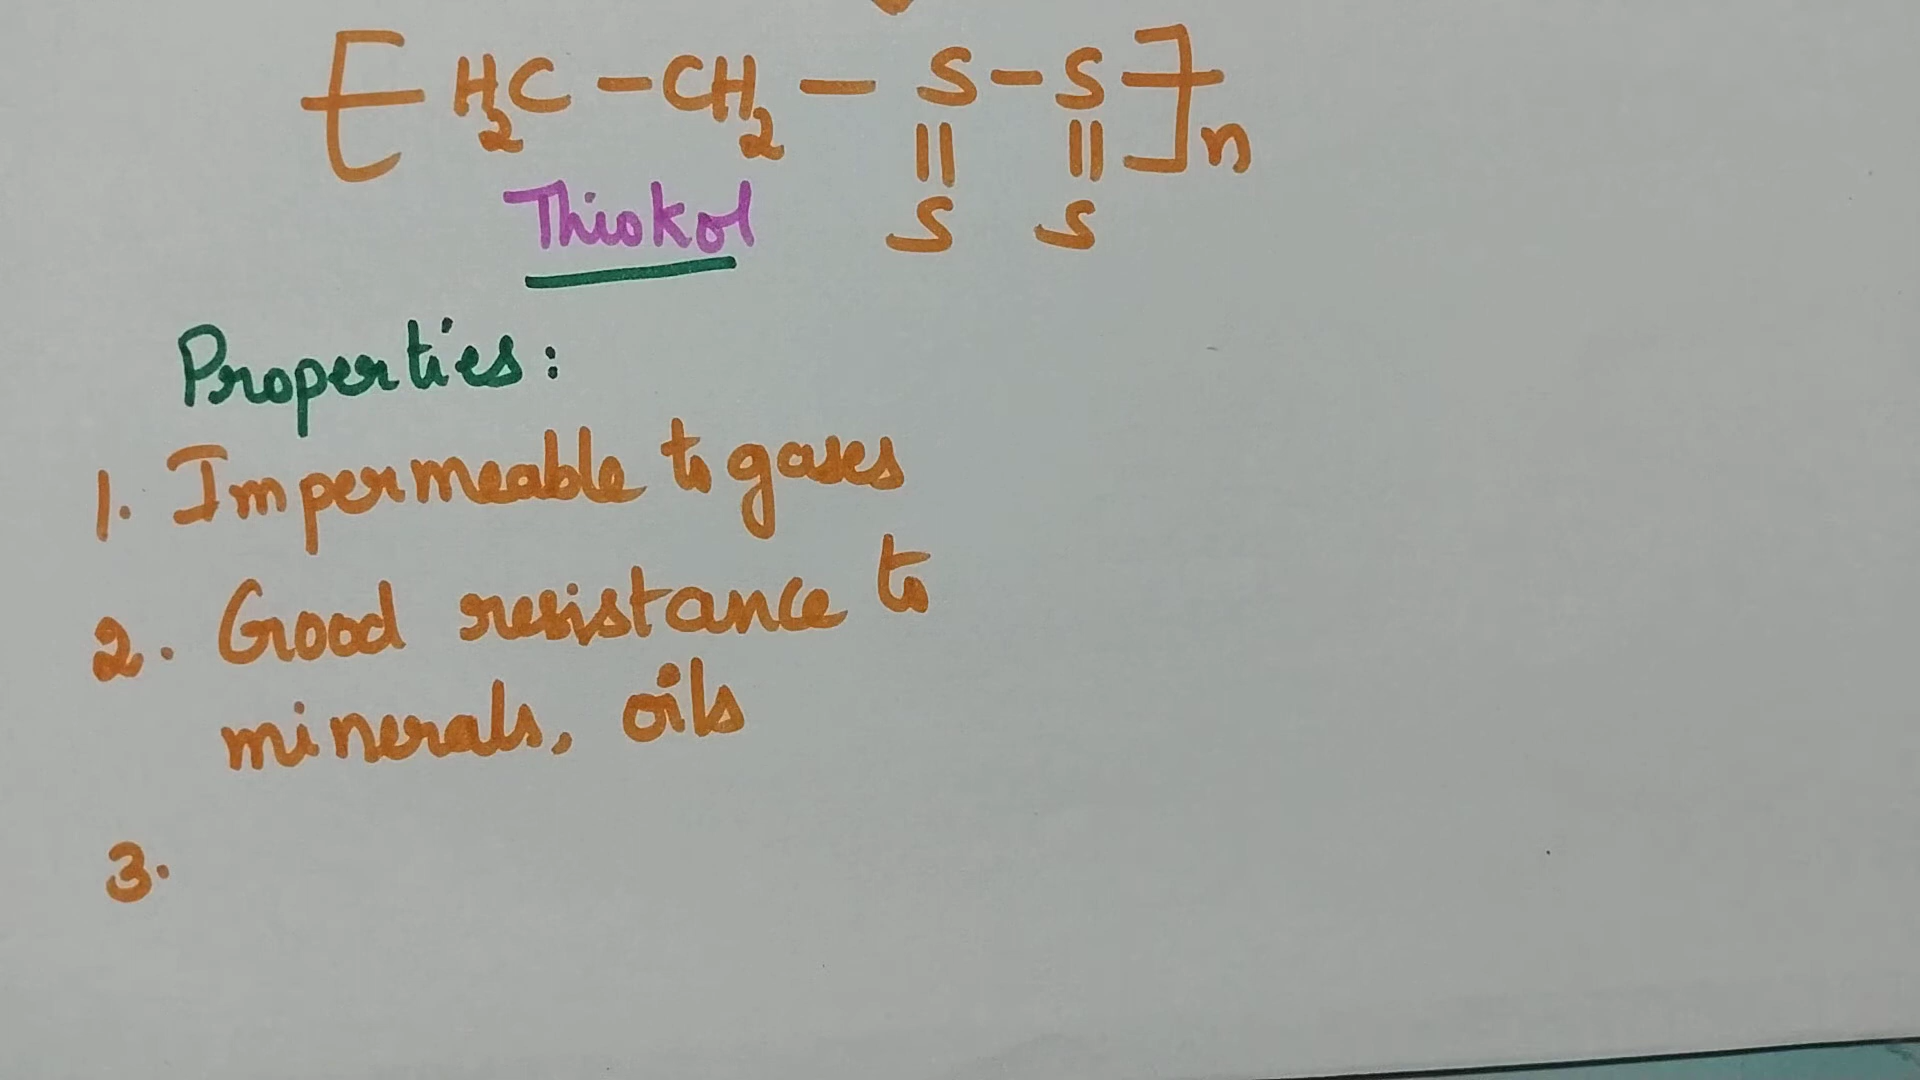 [ H2C - CH2 - S - S ]n
S S
Thiokol
Properties:
1. Impermeable to gases
2. Good resistance to
minerals, oils
3.